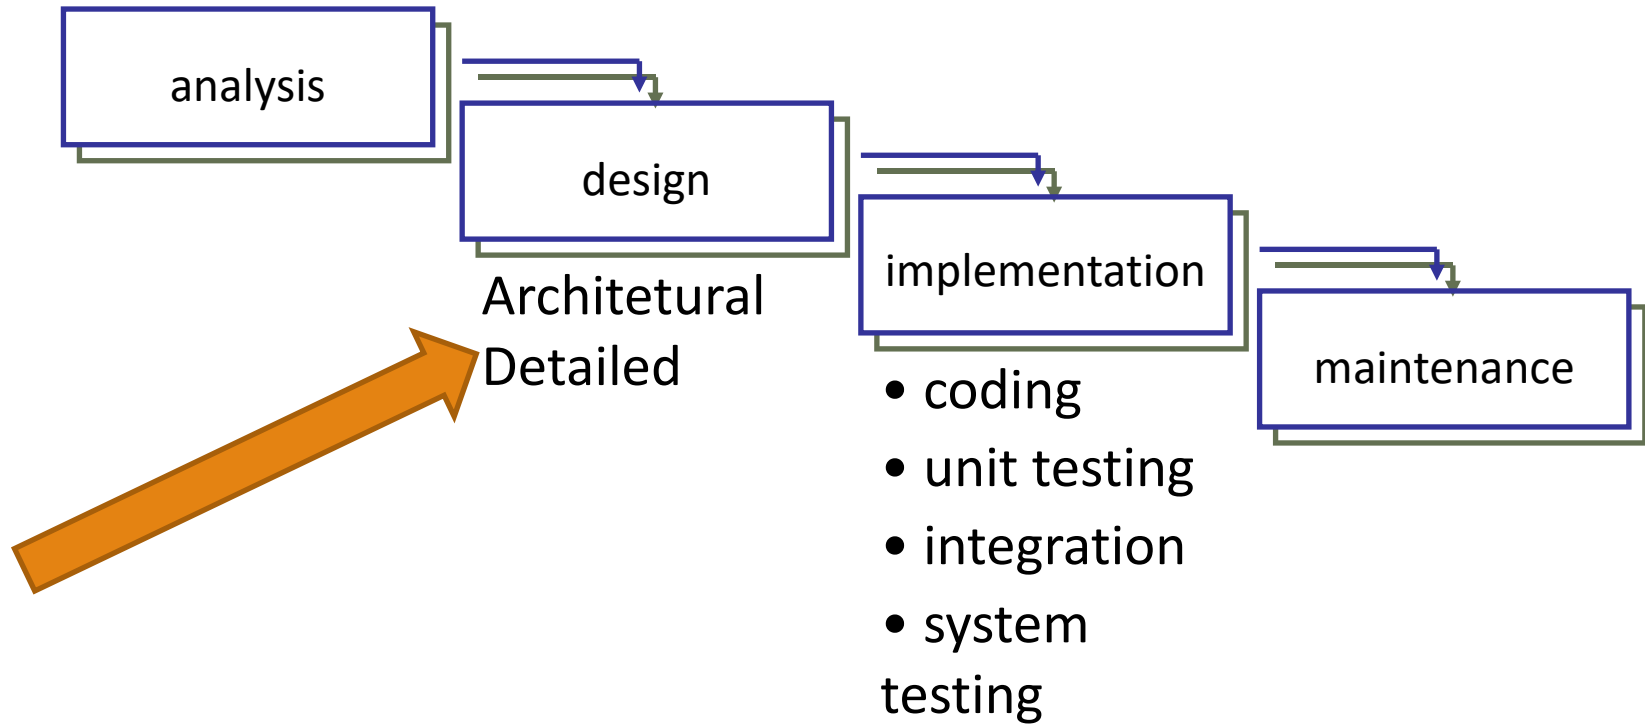 analysis
design
Architetural
Detailed
implementation
• coding
• unit testing
• integration
• system
testing
maintenance